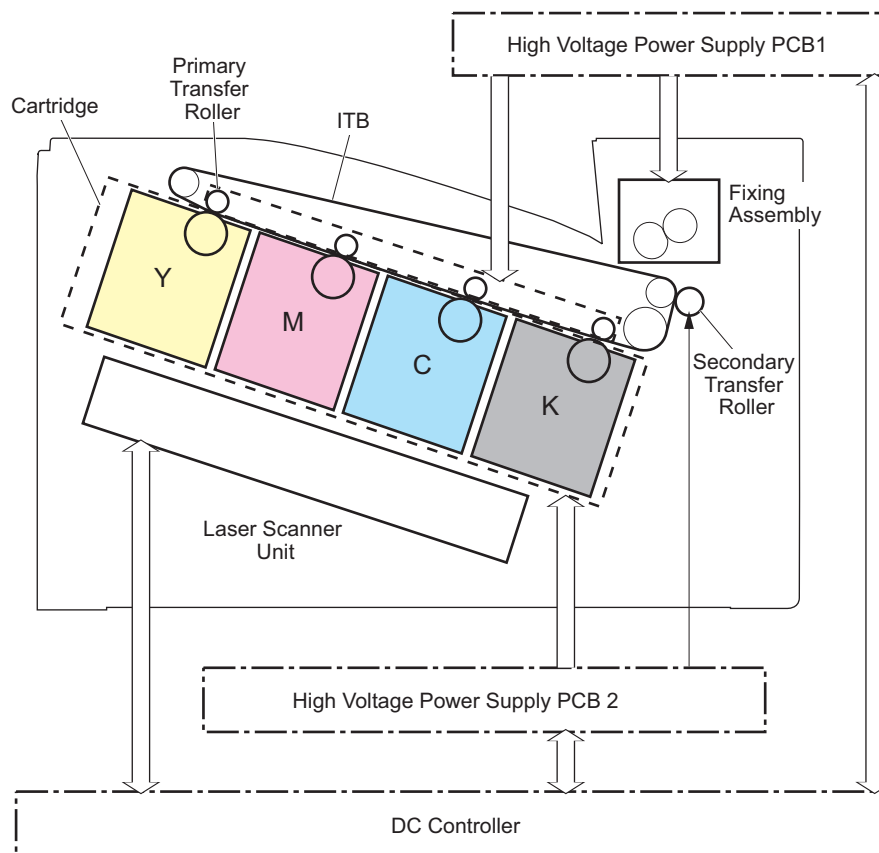 High Voltage Power Supply PCB1
Primary
Transfer
Roller
Cartridge
ITB
Fixing
Assembly
Y
M
C
K
Secondary
Transfer
Roller
Laser Scanner
Unit
High Voltage Power Supply PCB 2
DC Controller